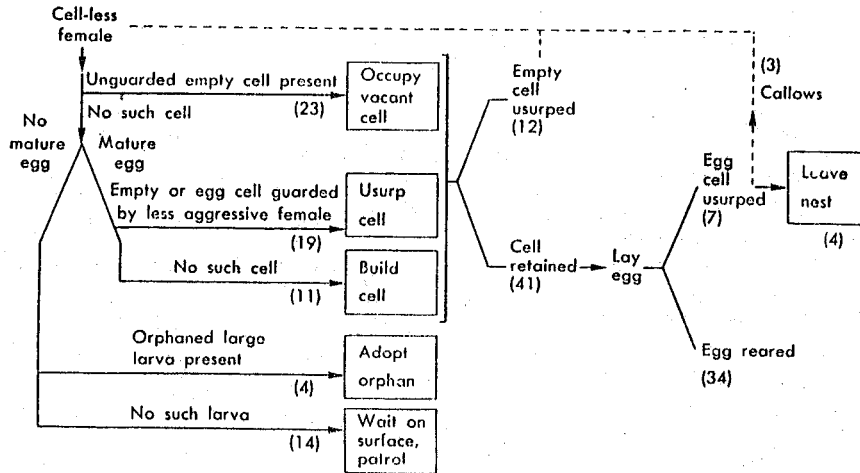 Cell-less
female
Unguarded empty cell present
(23)
Occupy
vacant
cell
No such cell
No
mature
egg
Mature
egg
Empty or egg cell guarded
by less aggressive female
(19)
Usurp
cell
No such cell
(11)
Build
cell
Orphaned large
larva present
(4)
Adopt
orphan
No such larva
(14)
Wait on
surface,
patrol
Empty
cell
usurped
(12)
Cell
retained
(41)
Lay
egg
(3)
Callows
Egg
cell
usurped
(7)
Leave
nest
(4)
Egg reared
(34)